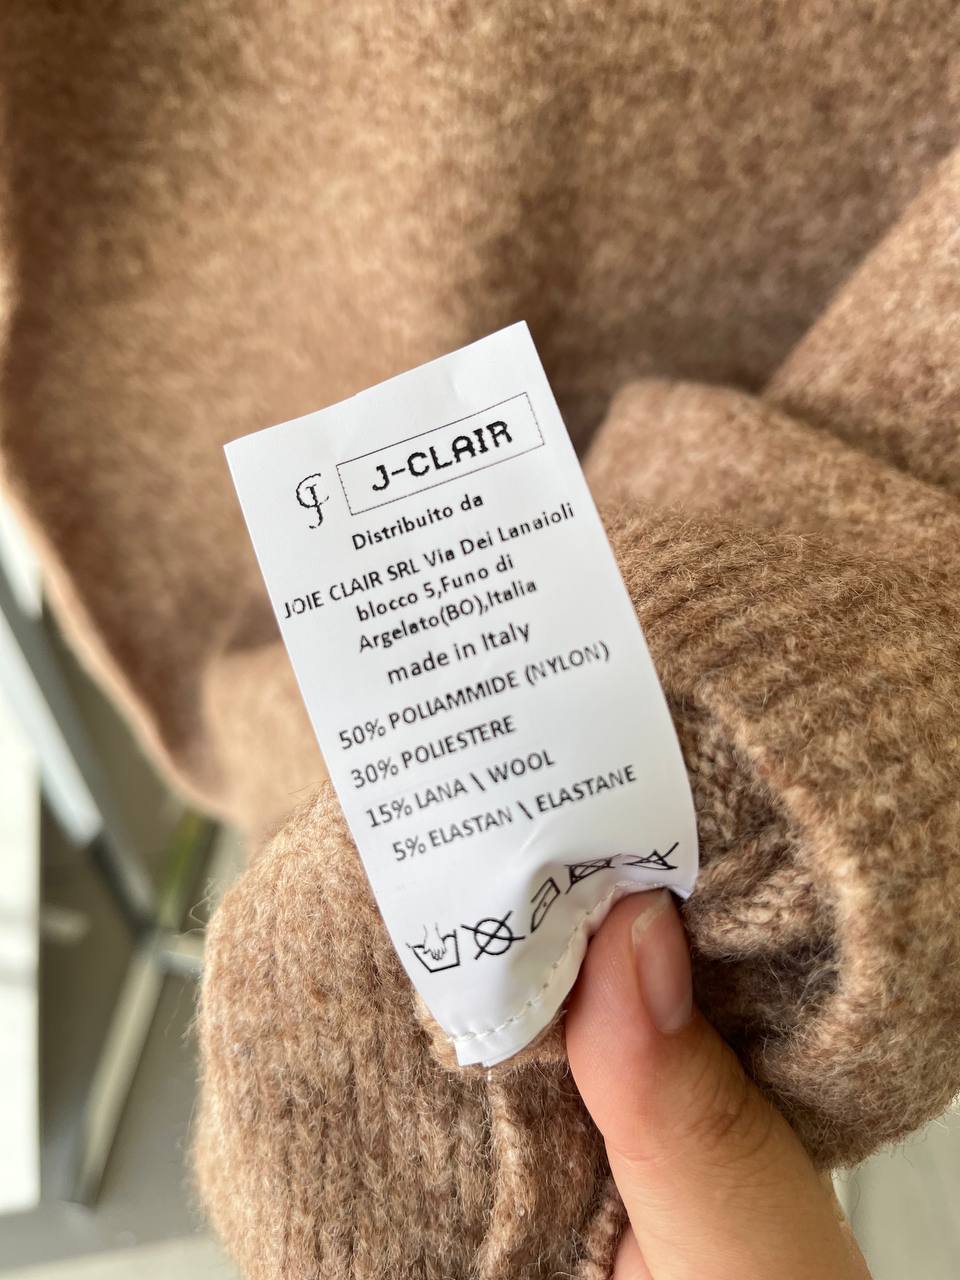 J-CLAIR
Distribuito da
JOIE CLAIR SRL Via Dei Lanaioli
blocco 5,Funo di
Argelato(BO),Italia
made in Italy
50% POLIAMMIDE (NYLON)
30% POLIESTERE
15% LANA \ WOOL
5% ELASTAN \ ELASTANE